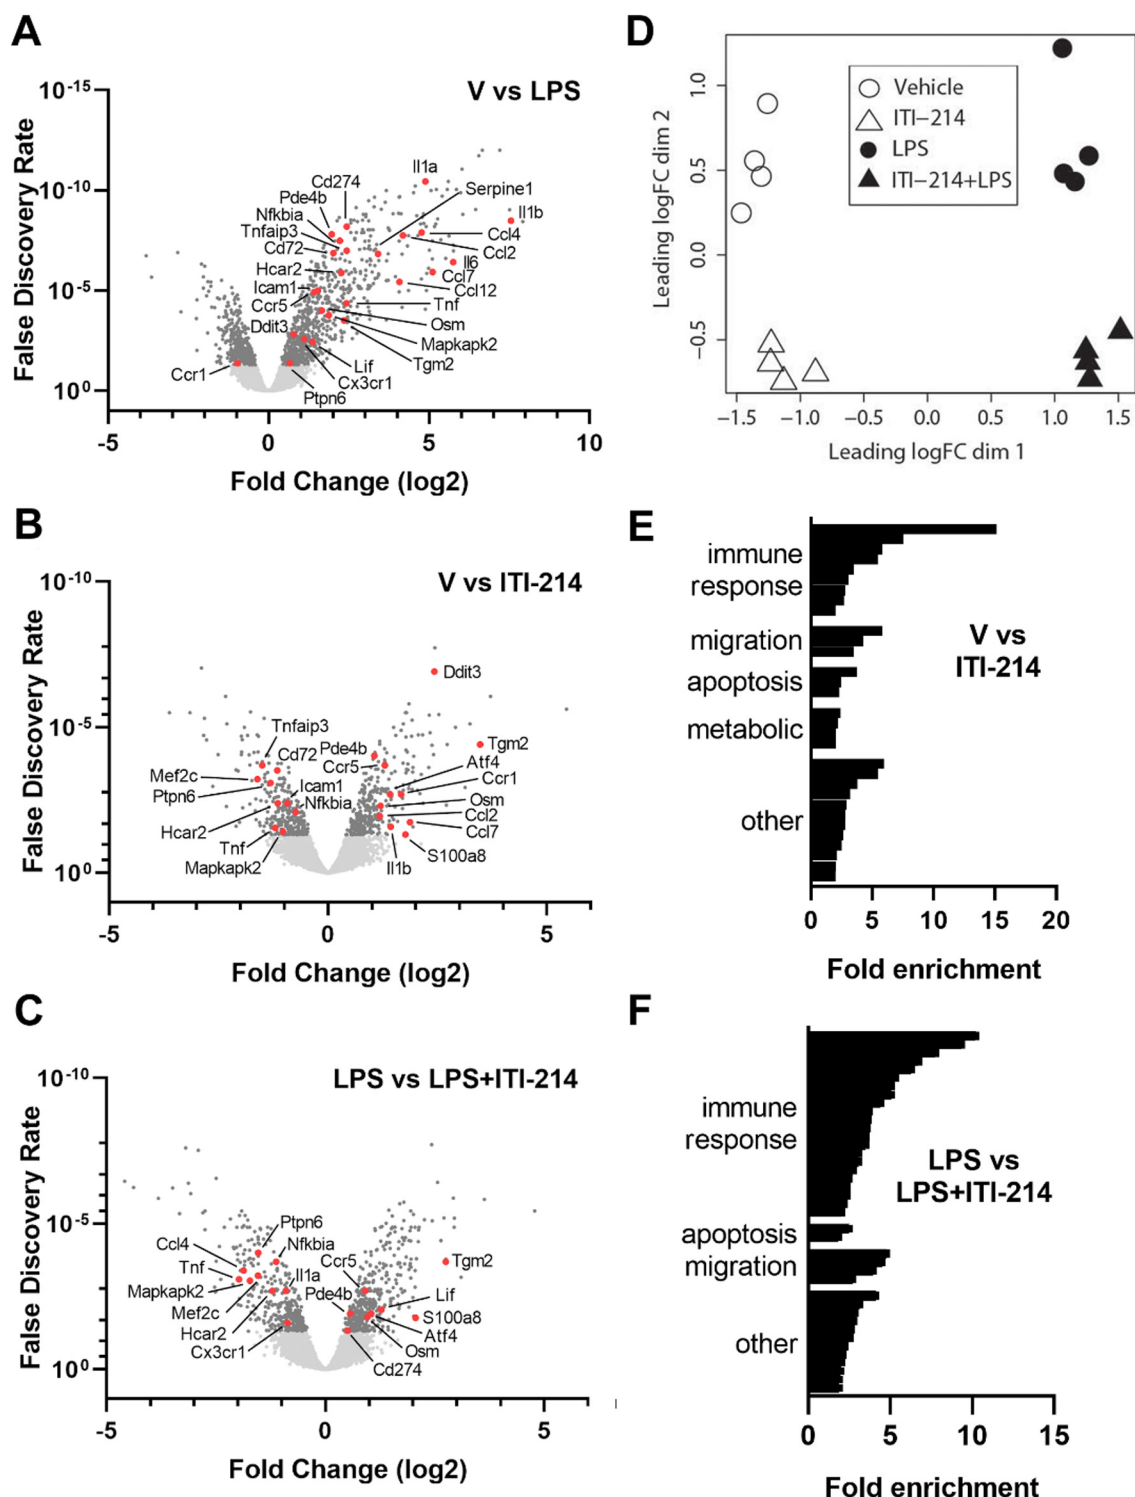 A
V vs LPS
False Discovery Rate
10-15
10-10
10-5
100
Il1a
Cd274
Serpine1
Pde4b
Il1b
Nfkbia
Tnfaip3
Ccl4
Cd72
Ccl2
Il6
Hcar2
Ccl7
Icam1
Ccl12
Ccr5
Tnf
Ddit3
Osm
Mapkapk2
Lif
Tgm2
Ccr1
Cx3cr1
Ptpn6
-5
0
5
10
Fold Change (log2)
B
V vs ITI-214
False Discovery Rate
10-10
10-5
100
Ddit3
Tnfaip3
Tgm2
Pde4b
Cd72
Ccr5
Atf4
Mef2c
Ccr1
Ptpn6
Icam1
Osm
Nfkbia
Ccl2
Hcar2
Ccl7
Tnf
S100a8
Mapkapk2
Il1b
-5
0
5
Fold Change (log2)
C
LPS vs LPS+ITI-214
False Discovery Rate
10-10
10-5
100
Ptpn6
Ccl4
Nfkbia
Ccr5
Tgm2
Tnf
Il1a
Mapkapk2
Pde4b
Lif
Mef2c
S100a8
Hcar2
Atf4
Cx3cr1
Osm
Cd274
-5
0
5
Fold Change (log2)
D
Leading logFC dim 2
1.0
0.5
0.0
−0.5
Vehicle
ITI−214
LPS
ITI−214+LPS
−1.5
−1.0
−0.5
0.0
0.5
1.0
1.5
Leading logFC dim 1
E
immune
response
migration
apoptosis
metabolic
other
V vs
ITI-214
0
5
10
15
20
Fold enrichment
F
immune
response
apoptosis
migration
other
LPS vs
LPS+ITI-214
0
5
10
15
Fold enrichment